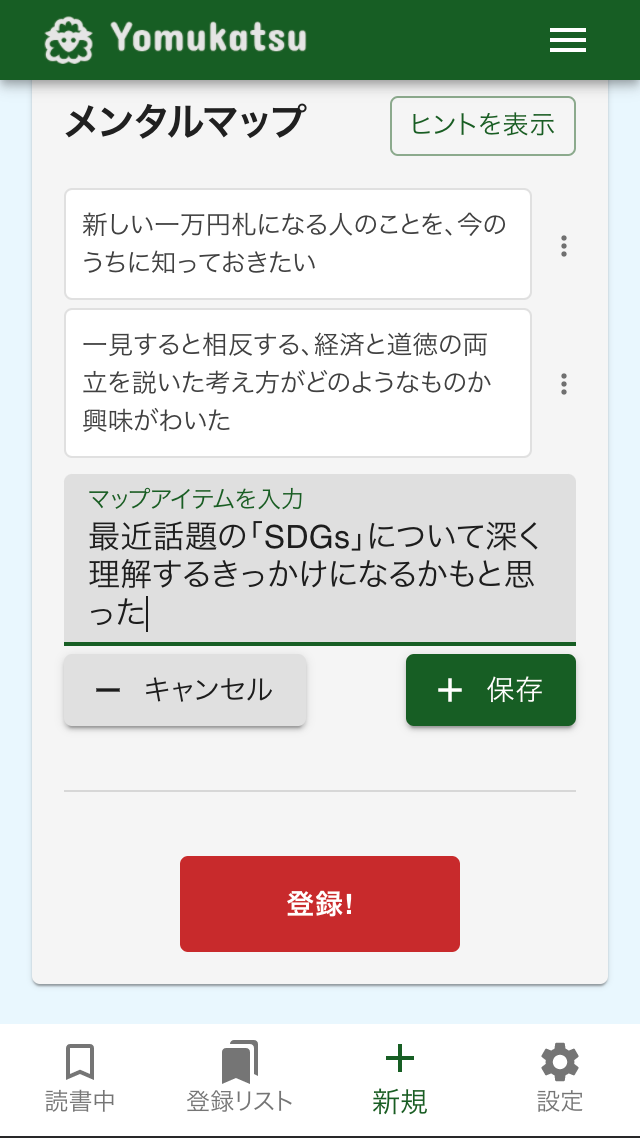 Yomukatsu
メンタルマップ
ヒントを表示
新しい一万円札になる人のことを、今の
うちに知っておきたい
一見すると相反する、経済と道徳の両
立を説いた考え方がどのようなものか
興味がわいた
マップアイテムを入力
最近話題の「SDGs」について深く
理解するきっかけになるかもと思
った
キャンセル
保存
登録!
読書中
登録リスト
新規
設定